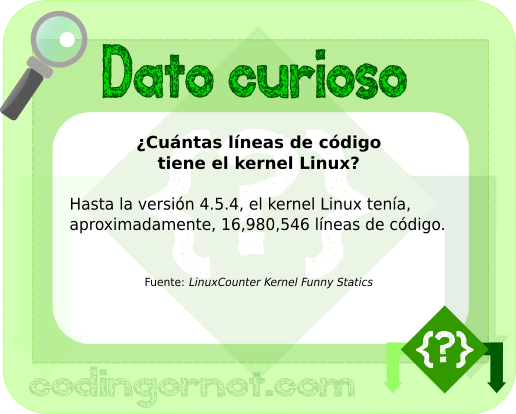 Dato curioso
¿Cuántas líneas de código
tiene el kernel Linux?
Hasta la versión 4.5.4, el kernel Linux tenía,
aproximadamente, 16,980,546 líneas de código.
Fuente: LinuxCounter Kernel Funny Statics
codingornot.com
{?}